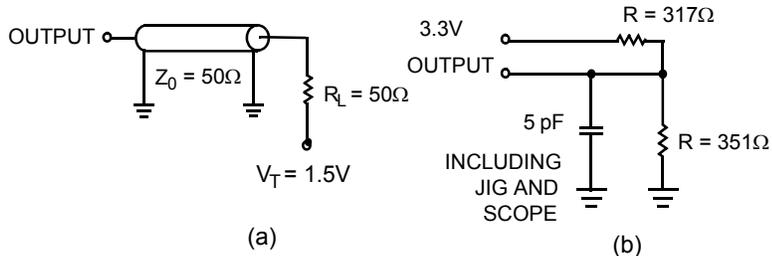 OUTPUT
Z0 = 50Ω
RL = 50Ω
VT = 1.5V
(a)
R = 317Ω
3.3V
OUTPUT
5 pF
INCLUDING
JIG AND
SCOPE
R = 351Ω
(b)